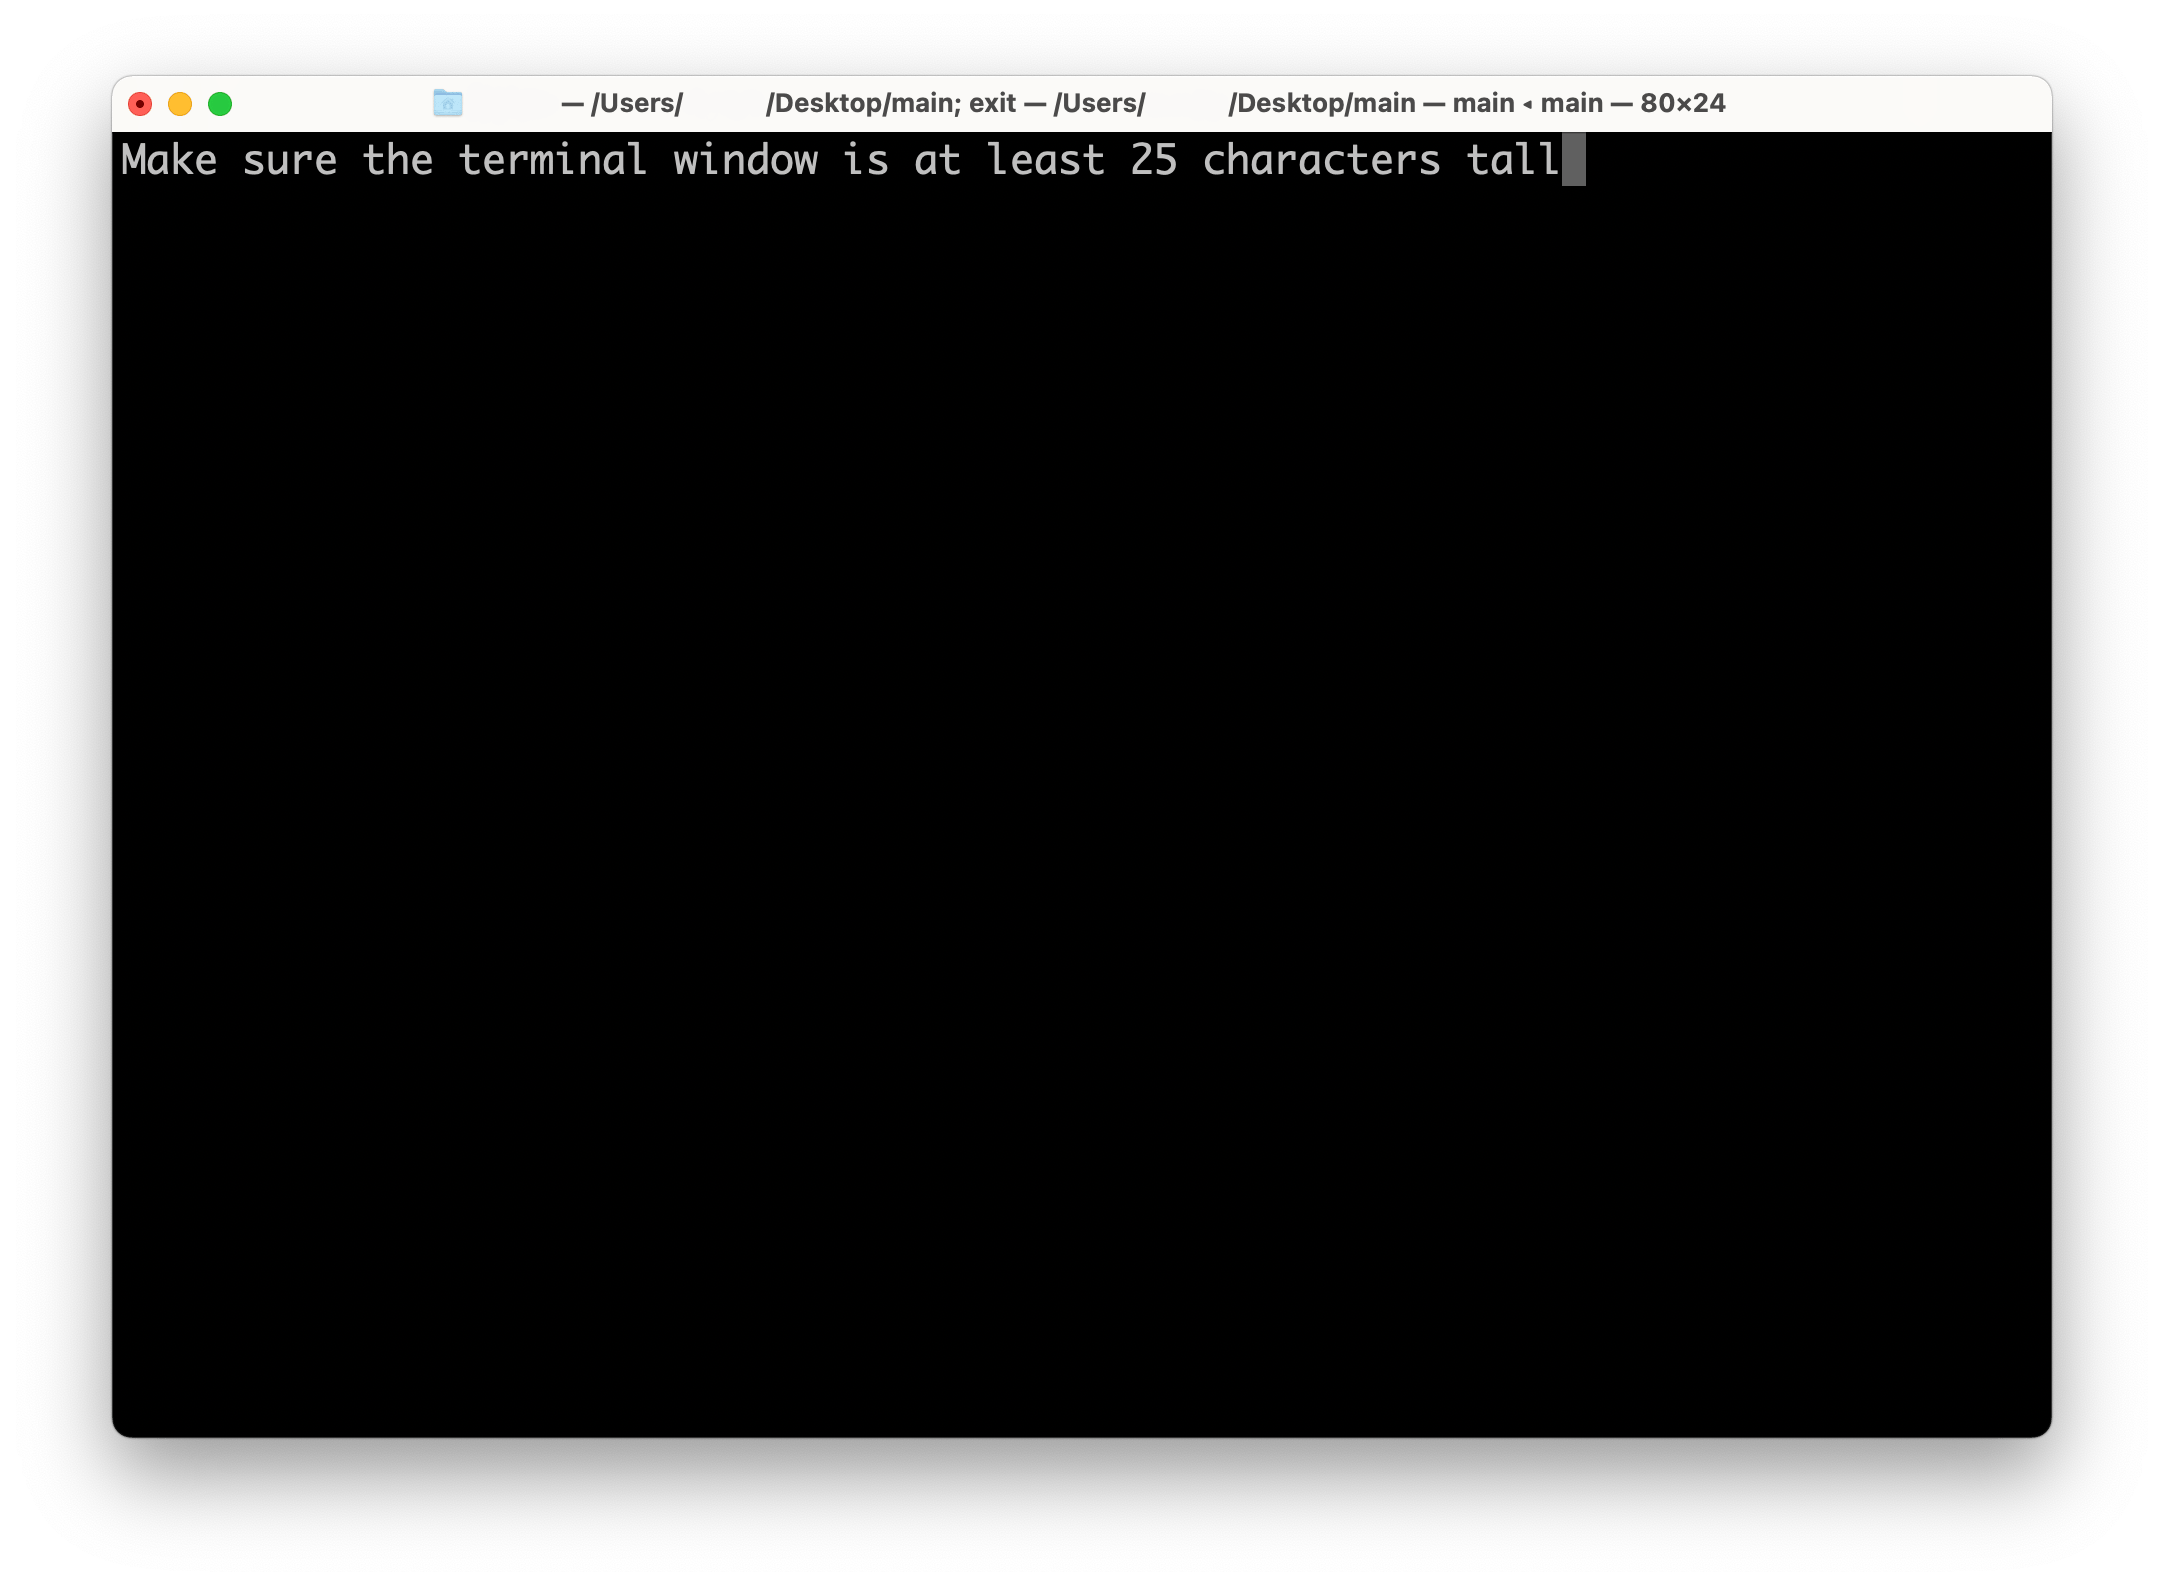 — /Users/ /Desktop/main; exit — /Users/ /Desktop/main — main ◂ main — 80×24
Make sure the terminal window is at least 25 characters tall